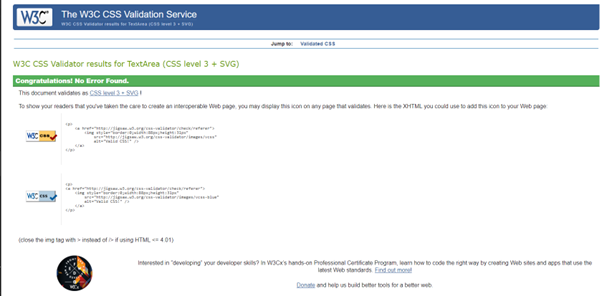 W3C® The W3C CSS Validation Service
W3C CSS Validator results for TextArea (CSS level 3 + SVG)
Jump to: Validated CSS
W3C CSS Validator results for TextArea (CSS level 3 + SVG)
Congratulations! No Error Found.
This document validates as CSS level 3 + SVG !
To show your readers that you've taken the care to create an interoperable Web page, you may display this icon on any page that validates. Here is the XHTML you could use to add this icon to your Web page:
W3C css
<p>
<a href="http://jigsaw.w3.org/css-validator/check/referer">
<img style="border:0;width:88px;height:31px"
src="http://jigsaw.w3.org/css-validator/images/vcss"
alt="Valid CSS!" />
</a>
</p>
W3C css
<p>
<a href="http://jigsaw.w3.org/css-validator/check/referer">
<img style="border:0;width:88px;height:31px"
src="http://jigsaw.w3.org/css-validator/images/vcss-blue"
alt="Valid CSS!" />
</a>
</p>
(close the img tag with > instead of /> if using HTML <= 4.01)
Interested in "developing" your developer skills? In W3Cx's hands-on Professional Certificate Program, learn how to code the right way by creating Web sites and apps that use the
latest Web standards. Find out more!
Donate and help us build better tools for a better web.